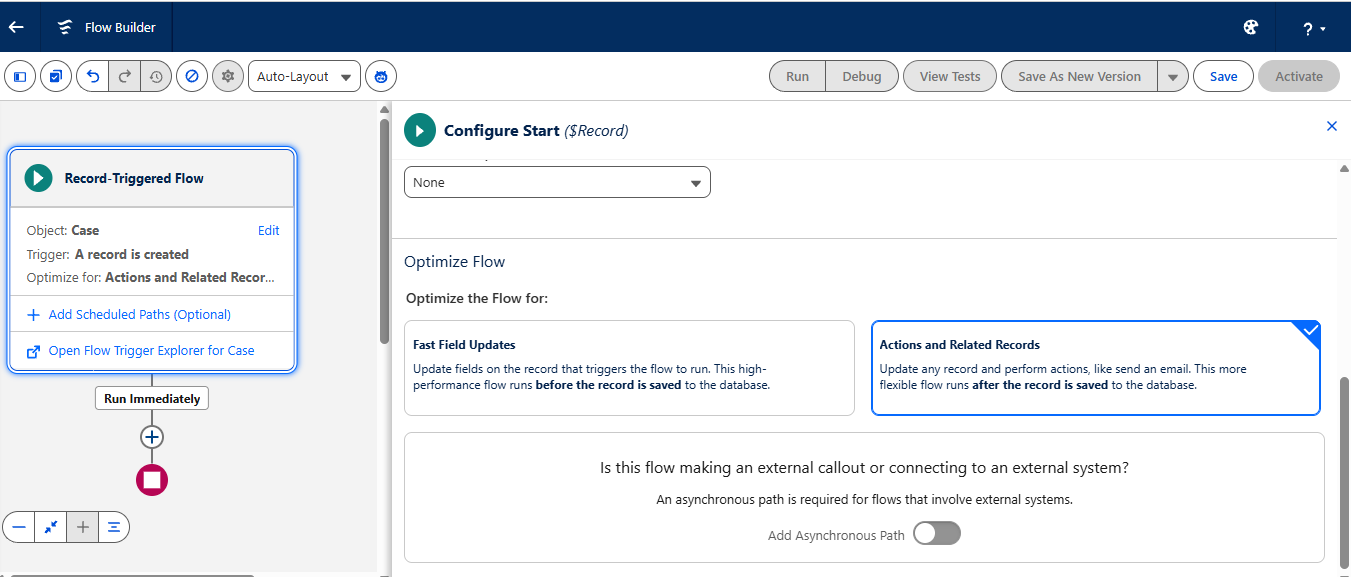 Flow Builder
?
Auto-Layout
Run
Debug
View Tests
Save As New Version
Save
Activate
Record-Triggered Flow
Object: Case
Edit
Trigger: A record is created
Optimize for: Actions and Related Recor...
Add Scheduled Paths (Optional)
Open Flow Trigger Explorer for Case
Run Immediately
Configure Start ($Record)
None
Optimize Flow
Optimize the Flow for:
Fast Field Updates
Update fields on the record that triggers the flow to run. This high-
performance flow runs before the record is saved to the database.
Actions and Related Records
Update any record and perform actions, like send an email. This more
flexible flow runs after the record is saved to the database.
Is this flow making an external callout or connecting to an external system?
An asynchronous path is required for flows that involve external systems.
Add Asynchronous Path